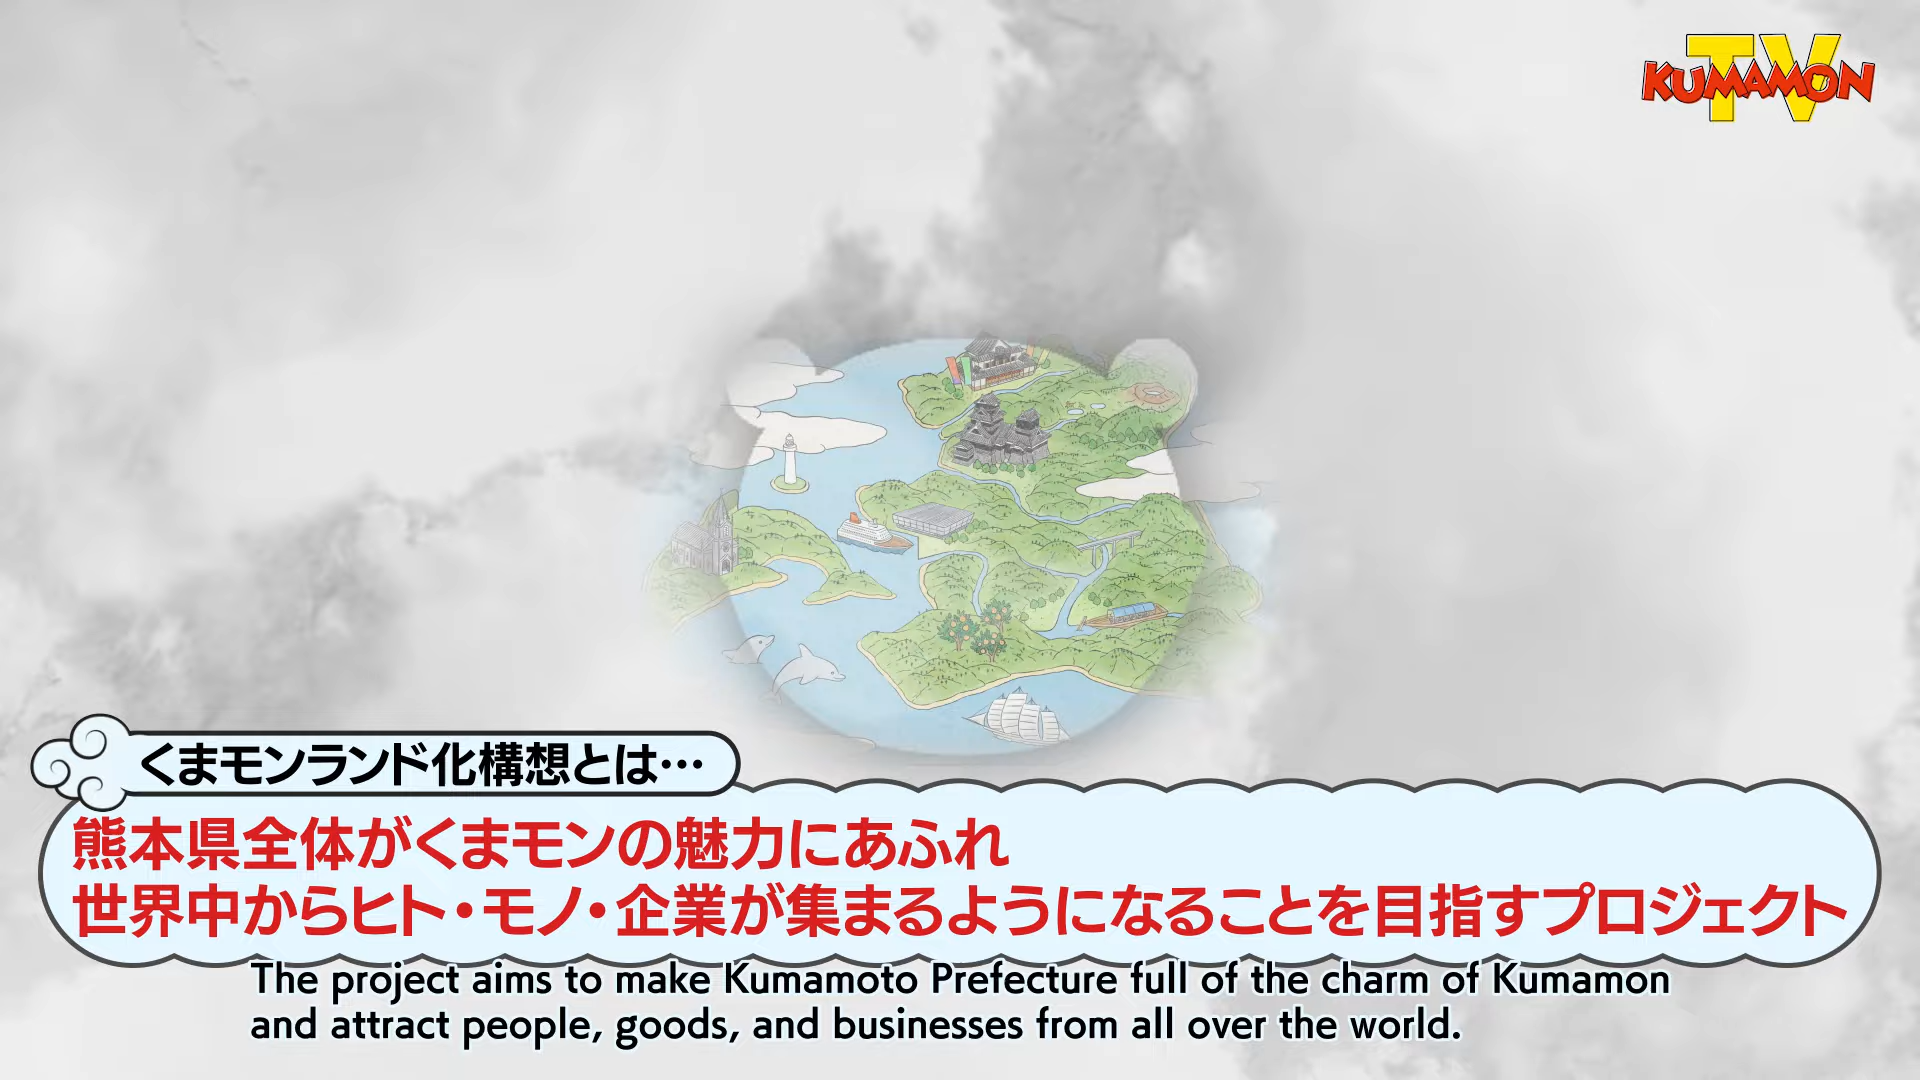 TV
KUMAMON
くまモンランド化構想とは…
熊本県全体がくまモンの魅力にあふれ
世界中からヒト・モノ・企業が集まるようになることを目指すプロジェクト
The project aims to make Kumamoto Prefecture full of the charm of Kumamon
and attract people, goods, and businesses from all over the world.